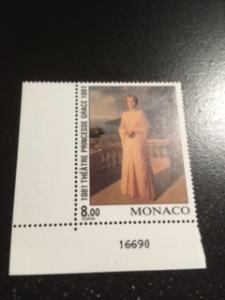 1981 THÉÂTRE PRINCESSE GRACE 1991
8.00 MONACO
16690